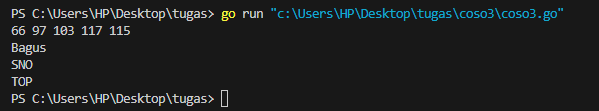 PS C:\Users\HP\Desktop\tugas> go run "c:\Users\HP\Desktop\tugas\coso3\coso3.go"
66 97 103 117 115
Bagus
SNO
TOP
PS C:\Users\HP\Desktop\tugas>